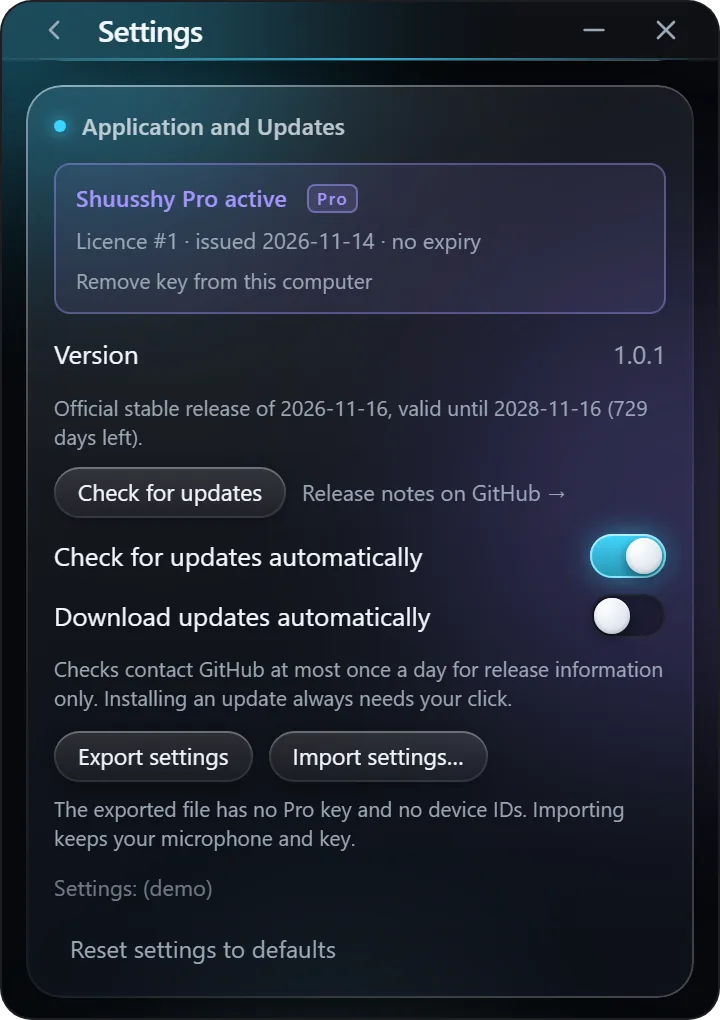 Settings
Application and Updates
Shuusshy Pro active Pro
Licence #1 · issued 2026-11-14 · no expiry
Remove key from this computer
Version 1.0.1
Official stable release of 2026-11-16, valid until 2028-11-16 (729
days left).
Check for updates Release notes on GitHub →
Check for updates automatically
Download updates automatically
Checks contact GitHub at most once a day for release information
only. Installing an update always needs your click.
Export settings Import settings...
The exported file has no Pro key and no device IDs. Importing
keeps your microphone and key.
Settings: (demo)
Reset settings to defaults